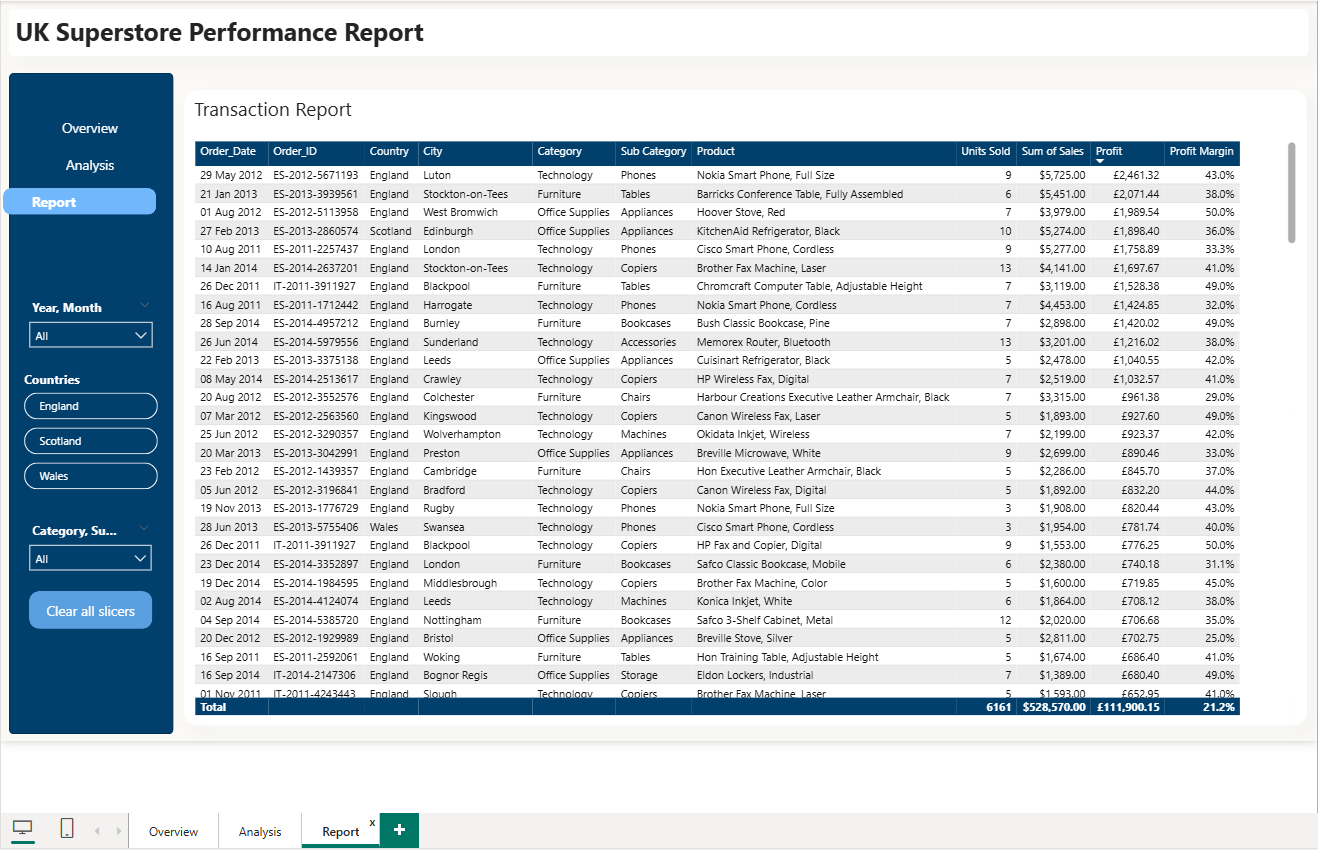 UK Superstore Performance Report
Overview
Analysis
Report
Year, Month
All
Countries
England
Scotland
Wales
Category, Su...
All
Clear all slicers
Transaction Report
Order_Date Order_ID Country City Category Sub Category Product Units Sold Sum of Sales Profit Profit Margin
29 May 2012 ES-2012-5671193 England Luton Technology Phones Nokia Smart Phone, Full Size 9 $5,725.00 £2,461.32 43.0%
21 Jan 2013 ES-2013-3939561 England Stockton-on-Tees Furniture Tables Barricks Conference Table, Fully Assembled 6 $5,451.00 £2,071.44 38.0%
01 Aug 2012 ES-2012-5113958 England West Bromwich Office Supplies Appliances Hoover Stove, Red 7 $3,979.00 £1,989.54 50.0%
27 Feb 2013 ES-2013-2860574 Scotland Edinburgh Office Supplies Appliances KitchenAid Refrigerator, Black 10 $5,274.00 £1,898.40 36.0%
10 Aug 2011 ES-2011-2257437 England London Technology Phones Cisco Smart Phone, Cordless 9 $5,277.00 £1,758.89 33.3%
14 Jan 2014 ES-2014-2637201 England Stockton-on-Tees Technology Copiers Brother Fax Machine, Laser 13 $4,141.00 £1,697.67 41.0%
26 Dec 2011 IT-2011-3911927 England Blackpool Furniture Tables Chromcraft Computer Table, Adjustable Height 7 $3,119.00 £1,528.38 49.0%
16 Aug 2011 ES-2011-1712442 England Harrogate Technology Phones Nokia Smart Phone, Cordless 7 $4,453.00 £1,424.85 32.0%
28 Sep 2014 ES-2014-4957212 England Burnley Furniture Bookcases Bush Classic Bookcase, Pine 7 $2,898.00 £1,420.02 49.0%
26 Jun 2014 ES-2014-5979556 England Sunderland Technology Accessories Memorex Router, Bluetooth 13 $3,201.00 £1,216.02 38.0%
22 Feb 2013 ES-2013-3375138 England Leeds Office Supplies Appliances Cuisinart Refrigerator, Black 5 $2,478.00 £1,040.55 42.0%
08 May 2014 ES-2014-2513617 England Crawley Technology Copiers HP Wireless Fax, Digital 7 $2,519.00 £1,032.57 41.0%
20 Aug 2012 ES-2012-3552576 England Colchester Furniture Chairs Harbour Creations Executive Leather Armchair, Black 7 $3,315.00 £961.38 29.0%
07 Mar 2012 ES-2012-2563560 England Kingswood Technology Copiers Canon Wireless Fax, Laser 5 $1,893.00 £927.60 49.0%
25 Jun 2012 ES-2012-3290357 England Wolverhampton Technology Machines Okidata Inkjet, Wireless 7 $2,199.00 £923.37 42.0%
20 Mar 2013 ES-2013-3042991 England Preston Office Supplies Appliances Breville Microwave, White 9 $2,699.00 £890.46 33.0%
23 Feb 2012 ES-2012-1439357 England Cambridge Furniture Chairs Hon Executive Leather Armchair, Black 5 $2,286.00 £845.70 37.0%
05 Jun 2012 ES-2012-3196841 England Bradford Technology Copiers Canon Wireless Fax, Digital 5 $1,892.00 £832.20 44.0%
19 Nov 2013 ES-2013-1776729 England Rugby Technology Phones Nokia Smart Phone, Full Size 3 $1,908.00 £820.44 43.0%
28 Jun 2013 ES-2013-5755406 Wales Swansea Technology Phones Cisco Smart Phone, Cordless 3 $1,954.00 £781.74 40.0%
26 Dec 2011 IT-2011-3911927 England Blackpool Technology Copiers HP Fax and Copier, Digital 9 $1,553.00 £776.25 50.0%
23 Dec 2014 ES-2014-3352897 England London Furniture Bookcases Safco Classic Bookcase, Mobile 6 $2,380.00 £740.18 31.1%
19 Dec 2014 ES-2014-1984595 England Middlesbrough Technology Copiers Brother Fax Machine, Color 5 $1,600.00 £719.85 45.0%
02 Aug 2014 ES-2014-4124074 England Leeds Technology Machines Konica Inkjet, White 6 $1,864.00 £708.12 38.0%
04 Sep 2014 ES-2014-5385720 England Nottingham Furniture Bookcases Safco 3-Shelf Cabinet, Metal 12 $2,020.00 £706.68 35.0%
20 Dec 2012 ES-2012-1929989 England Bristol Office Supplies Appliances Breville Stove, Silver 5 $2,811.00 £702.75 25.0%
16 Sep 2011 ES-2011-2592061 England Woking Furniture Tables Hon Training Table, Adjustable Height 5 $1,674.00 £686.40 41.0%
16 Sep 2014 IT-2014-2147306 England Bognor Regis Office Supplies Storage Eldon Lockers, Industrial 7 $1,389.00 £680.40 49.0%
01 Nov 2011 IT-2011-4243443 England Slough Technology Copiers Brother Fax Machine, Laser 5 $1,593.00 £652.95 41.0%
Total 6161 $528,570.00 £111,900.15 21.2%
Overview Analysis Report x +